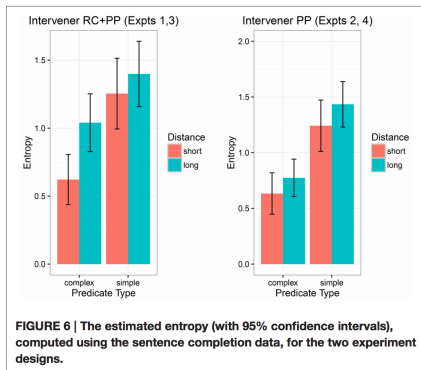 Intervener RC+PP (Expts 1,3)
1.5
1.0
0.5
0.0
Entropy
complex simple
Predicate Type
Distance
short
long
Intervener PP (Expts 2, 4)
2.0
1.5
1.0
0.5
0.0
Entropy
complex simple
Predicate Type
Distance
short
long
FIGURE 6 | The estimated entropy (with 95% confidence intervals),
computed using the sentence completion data, for the two experiment
designs.